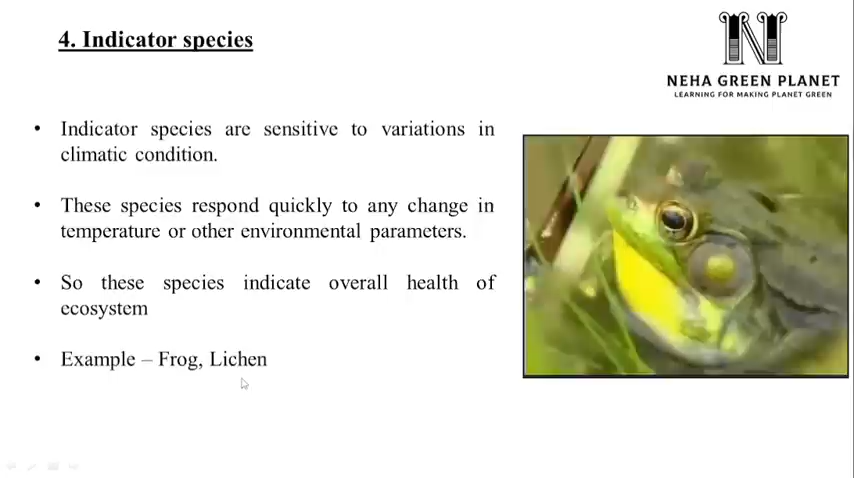 4. Indicator species
NEHA GREEN PLANET
LEARNING FOR MAKING PLANET GREEN
• Indicator species are sensitive to variations in
climatic condition.
• These species respond quickly to any change in
temperature or other environmental parameters.
• So these species indicate overall health of
ecosystem
• Example – Frog, Lichen